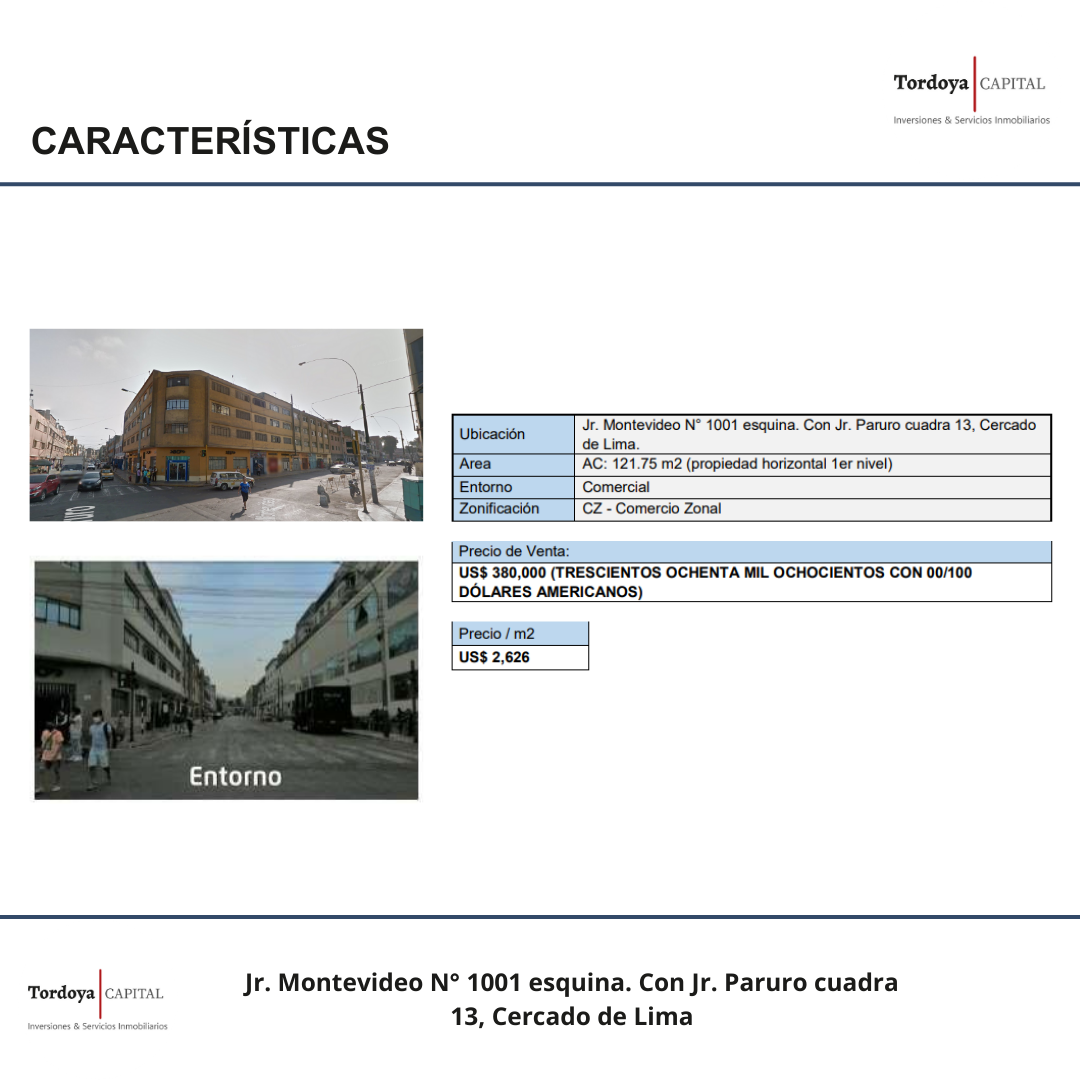 Tordoya CAPITAL
Inversiones & Servicios Inmobiliarios
CARACTERÍSTICAS
Ubicación
Jr. Montevideo N° 1001 esquina. Con Jr. Paruro cuadra 13, Cercado
de Lima.
Area
AC: 121.75 m2 (propiedad horizontal 1er nivel)
Entorno
Comercial
Zonificación
CZ - Comercio Zonal
Precio de Venta:
US$ 380,000 (TRESCIENTOS OCHENTA MIL OCHOCIENTOS CON 00/100
DÓLARES AMERICANOS)
Precio / m2
US$ 2,626
Entorno
Tordoya CAPITAL
Inversiones & Servicios Inmobiliarios
Jr. Montevideo N° 1001 esquina. Con Jr. Paruro cuadra
13, Cercado de Lima